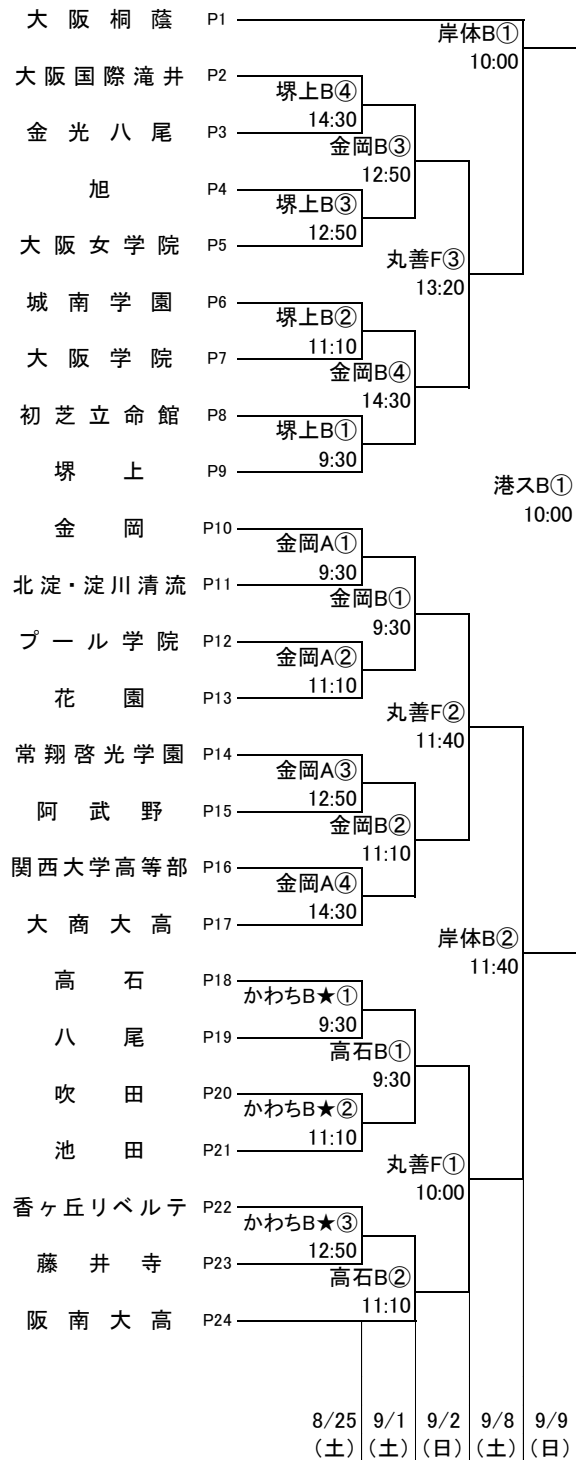 大阪桐蔭 P1
岸体B①
10:00
大阪国際滝井 P2
堺上B④
14:30
金光八尾 P3
金岡B③
12:50
旭 P4
堺上B③
12:50
大阪女学院 P5
丸善F③
13:20
城南学園 P6
堺上B②
11:10
大阪学院 P7
金岡B④
14:30
初芝立命館 P8
堺上B①
9:30
堺上 P9
港スB①
10:00
金岡 P10
金岡A①
9:30
北淀・淀川清流 P11
金岡B①
9:30
プール学院 P12
金岡A②
11:10
花園 P13
丸善F②
11:40
常翔啓光学園 P14
金岡A③
12:50
阿武野 P15
金岡B②
11:10
関西大学高等部 P16
金岡A④
14:30
大商大高 P17
岸体B②
11:40
高石 P18
かわちB★①
9:30
八尾 P19
高石B①
9:30
吹田 P20
かわちB★②
11:10
池田 P21
丸善F①
10:00
香ヶ丘リベルテ P22
かわちB★③
12:50
藤井寺 P23
高石B②
11:10
阪南大高 P24
8/25 9/1 9/2 9/8 9/9
(土) (土) (日) (土) (日)